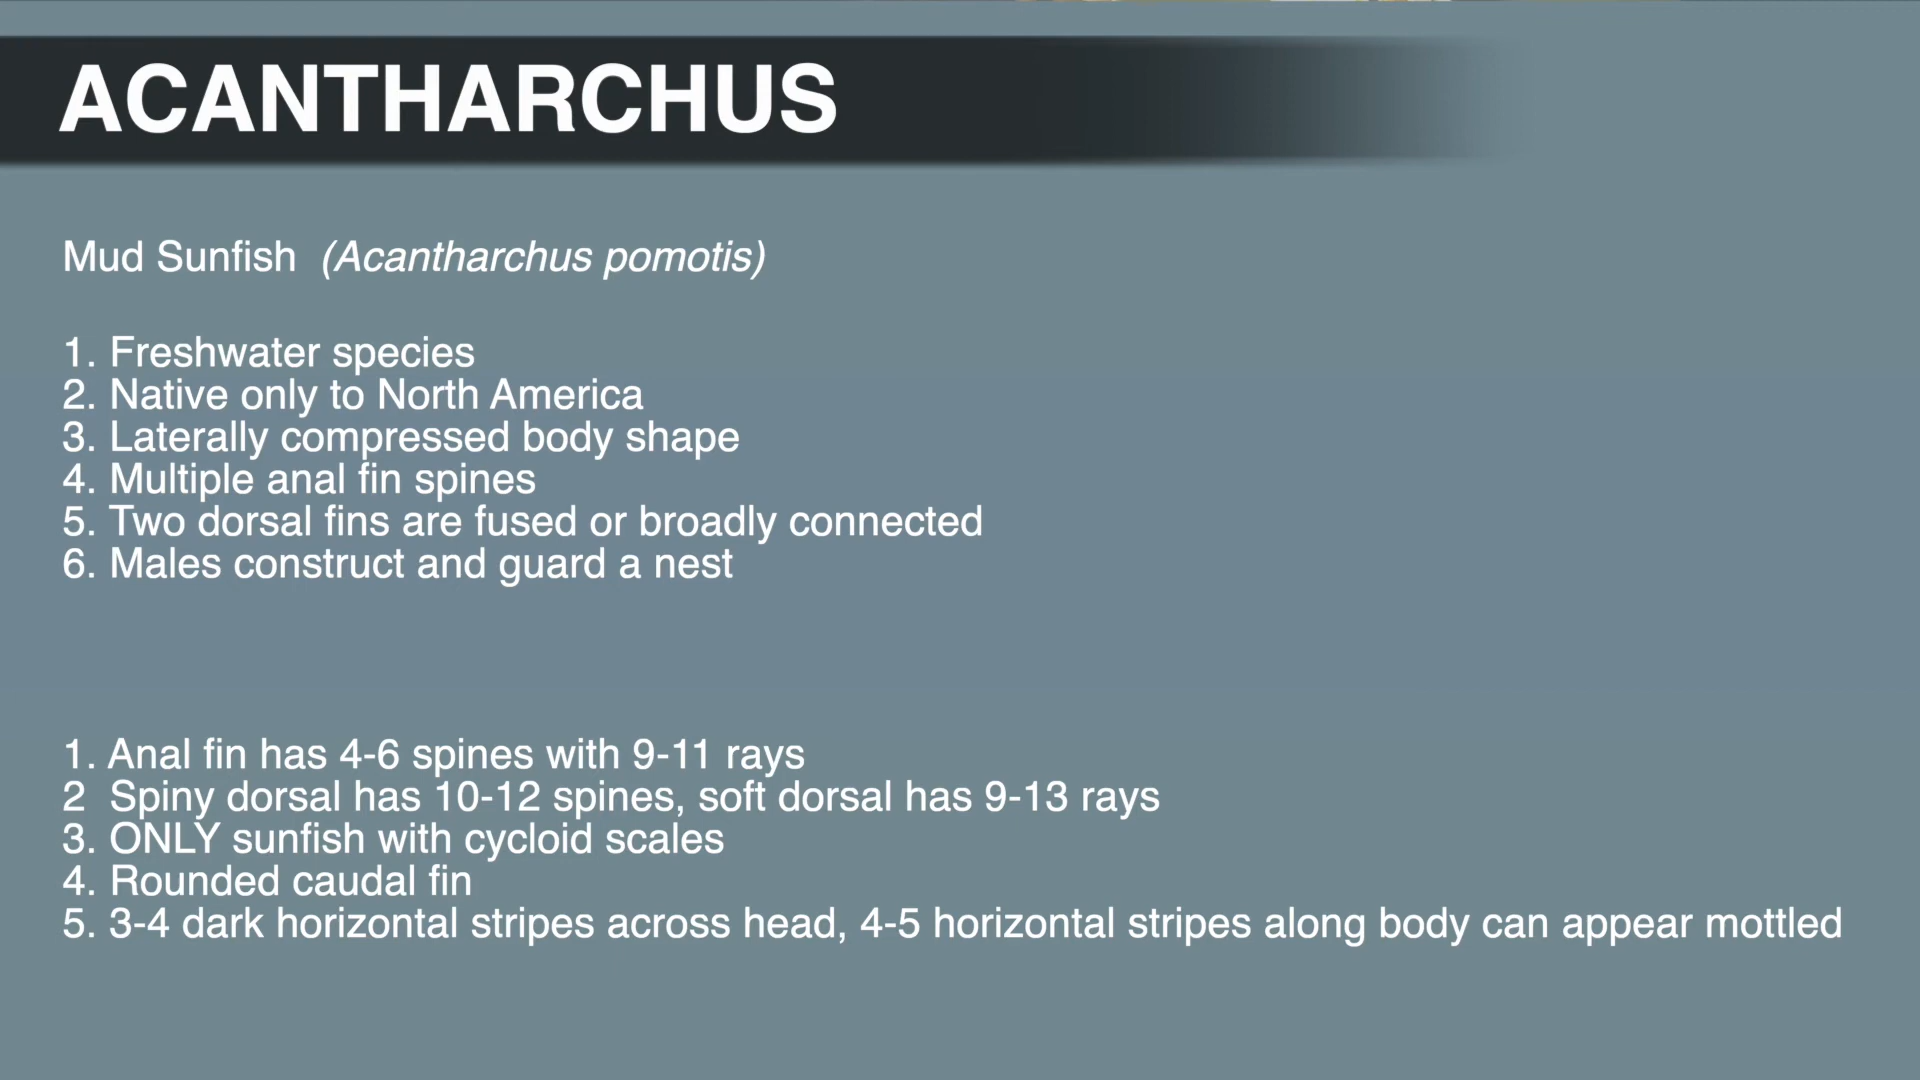 ACANTHARCHUS
Mud Sunfish (Acantharchus pomotis)
1. Freshwater species
2. Native only to North America
3. Laterally compressed body shape
4. Multiple anal fin spines
5. Two dorsal fins are fused or broadly connected
6. Males construct and guard a nest
1. Anal fin has 4-6 spines with 9-11 rays
2 Spiny dorsal has 10-12 spines, soft dorsal has 9-13 rays
3. ONLY sunfish with cycloid scales
4. Rounded caudal fin
5. 3-4 dark horizontal stripes across head, 4-5 horizontal stripes along body can appear mottled